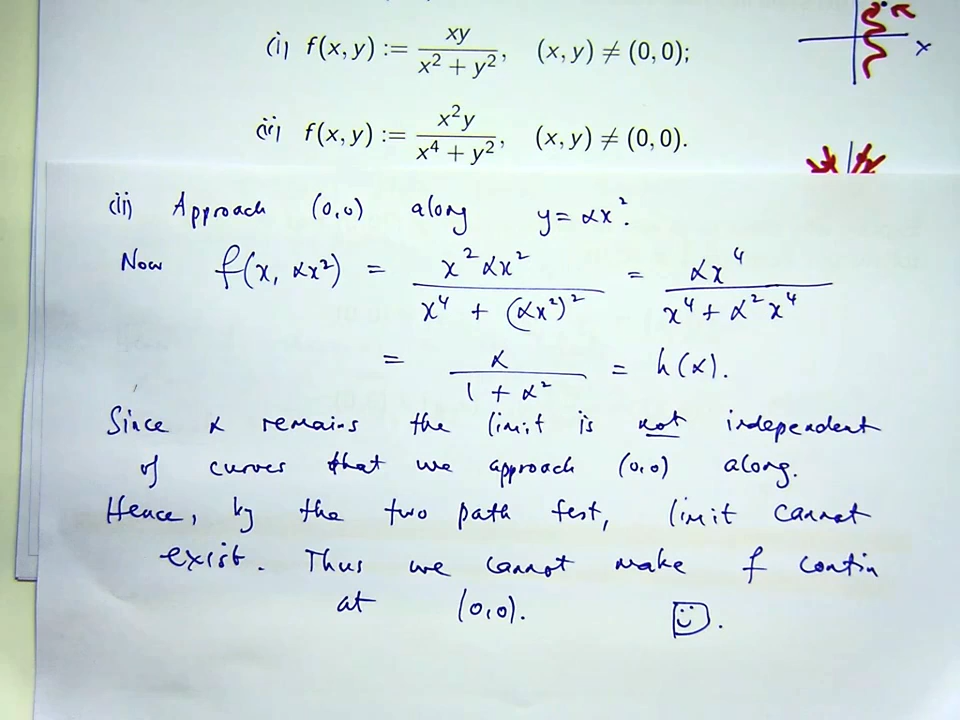 (i) f(x, y) := xy / (x² + y²), (x, y) ≠ (0, 0);
x
(ii) f(x, y) := x²y / (x⁴ + y²), (x, y) ≠ (0, 0).
(ii) Approach (0,0) along y = αx².
Now f(x, αx²) = x² αx² / (x⁴ + (αx²)²) = αx⁴ / (x⁴ + α²x⁴)
= α / (1 + α²) = h(α).
Since α remains the limit is not independent
of curves that we approach (0,0) along.
Hence, by the two path test, limit cannot
exist. Thus we cannot make f contin
at (0,0).